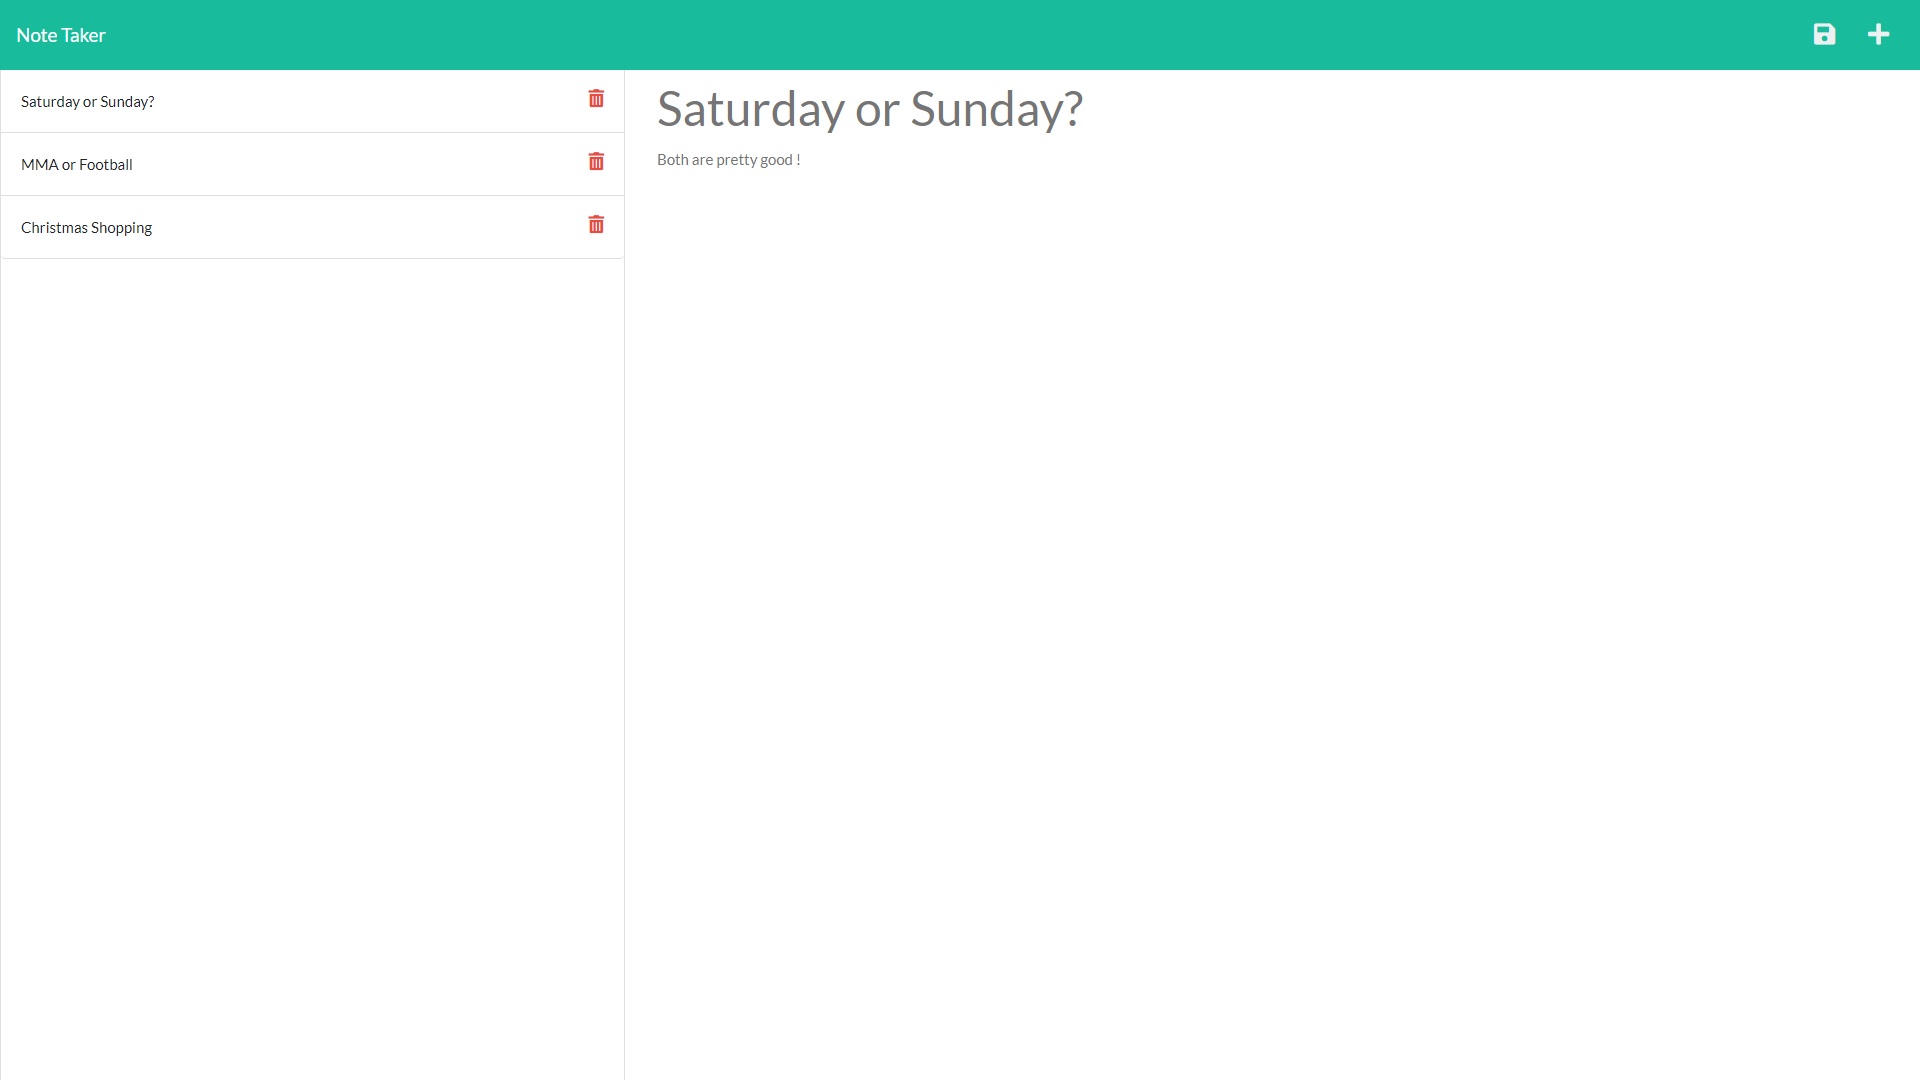 Note Taker
Saturday or Sunday?
MMA or Football
Christmas Shopping
Saturday or Sunday?
Both are pretty good !